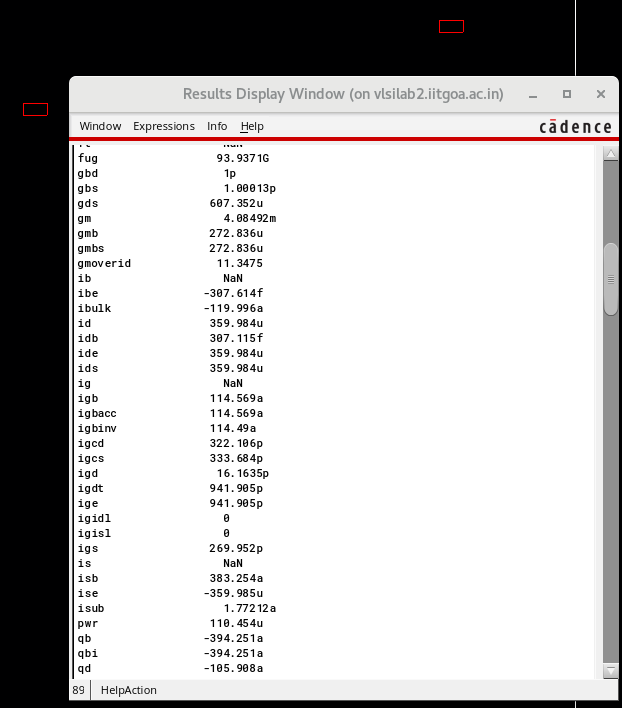 Results Display Window (on vlsilab2.iitgoa.ac.in)
Window Expressions Info Help cādence
NaN
fug 93.9371G
gbd 1p
gbs 1.00013p
gds 607.352u
gm 4.08492m
gmb 272.836u
gmbs 272.836u
gmoverid 11.3475
ib NaN
ibe -307.614f
ibulk -119.996a
id 359.984u
idb 307.115f
ide 359.984u
ids 359.984u
ig NaN
igb 114.569a
igbacc 114.569a
igbinv 114.49a
igcd 322.106p
igcs 333.684p
igd 16.1635p
igdt 941.905p
ige 941.905p
igidl 0
igisl 0
igs 269.952p
is NaN
isb 383.254a
ise -359.985u
isub 1.77212a
pwr 110.454u
qb -394.251a
qbi -394.251a
qd -105.908a
89 HelpAction